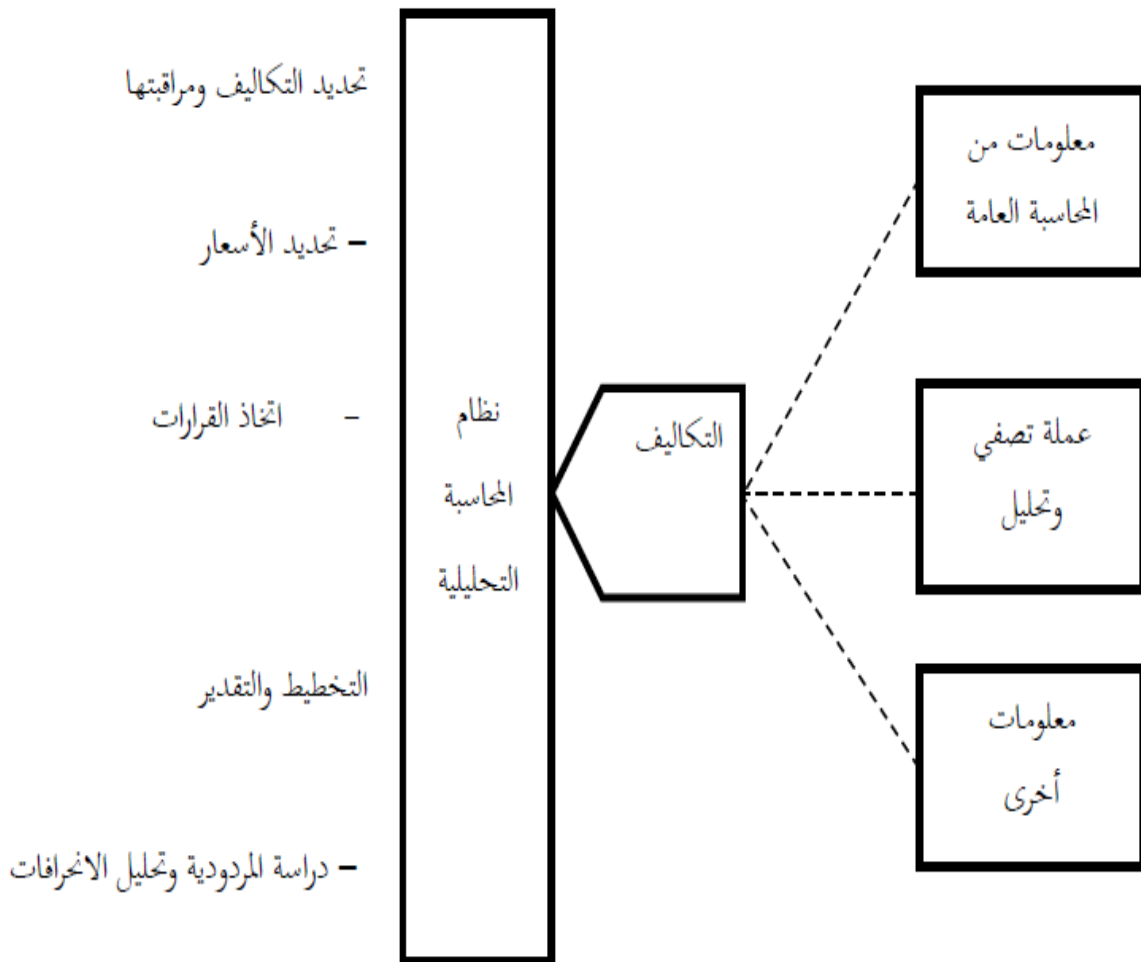 معلومات من
المحاسبة العامة
عملة تصفي
وتحليل
معلومات
أخرى
التكاليف
نظام
المحاسبة
التحليلية
تحديد التكاليف ومراقبتها
– تحديد الأسعار
- اتخاذ القرارات
التخطيط والتقدير
– دراسة المردودية وتحليل الانحرافات